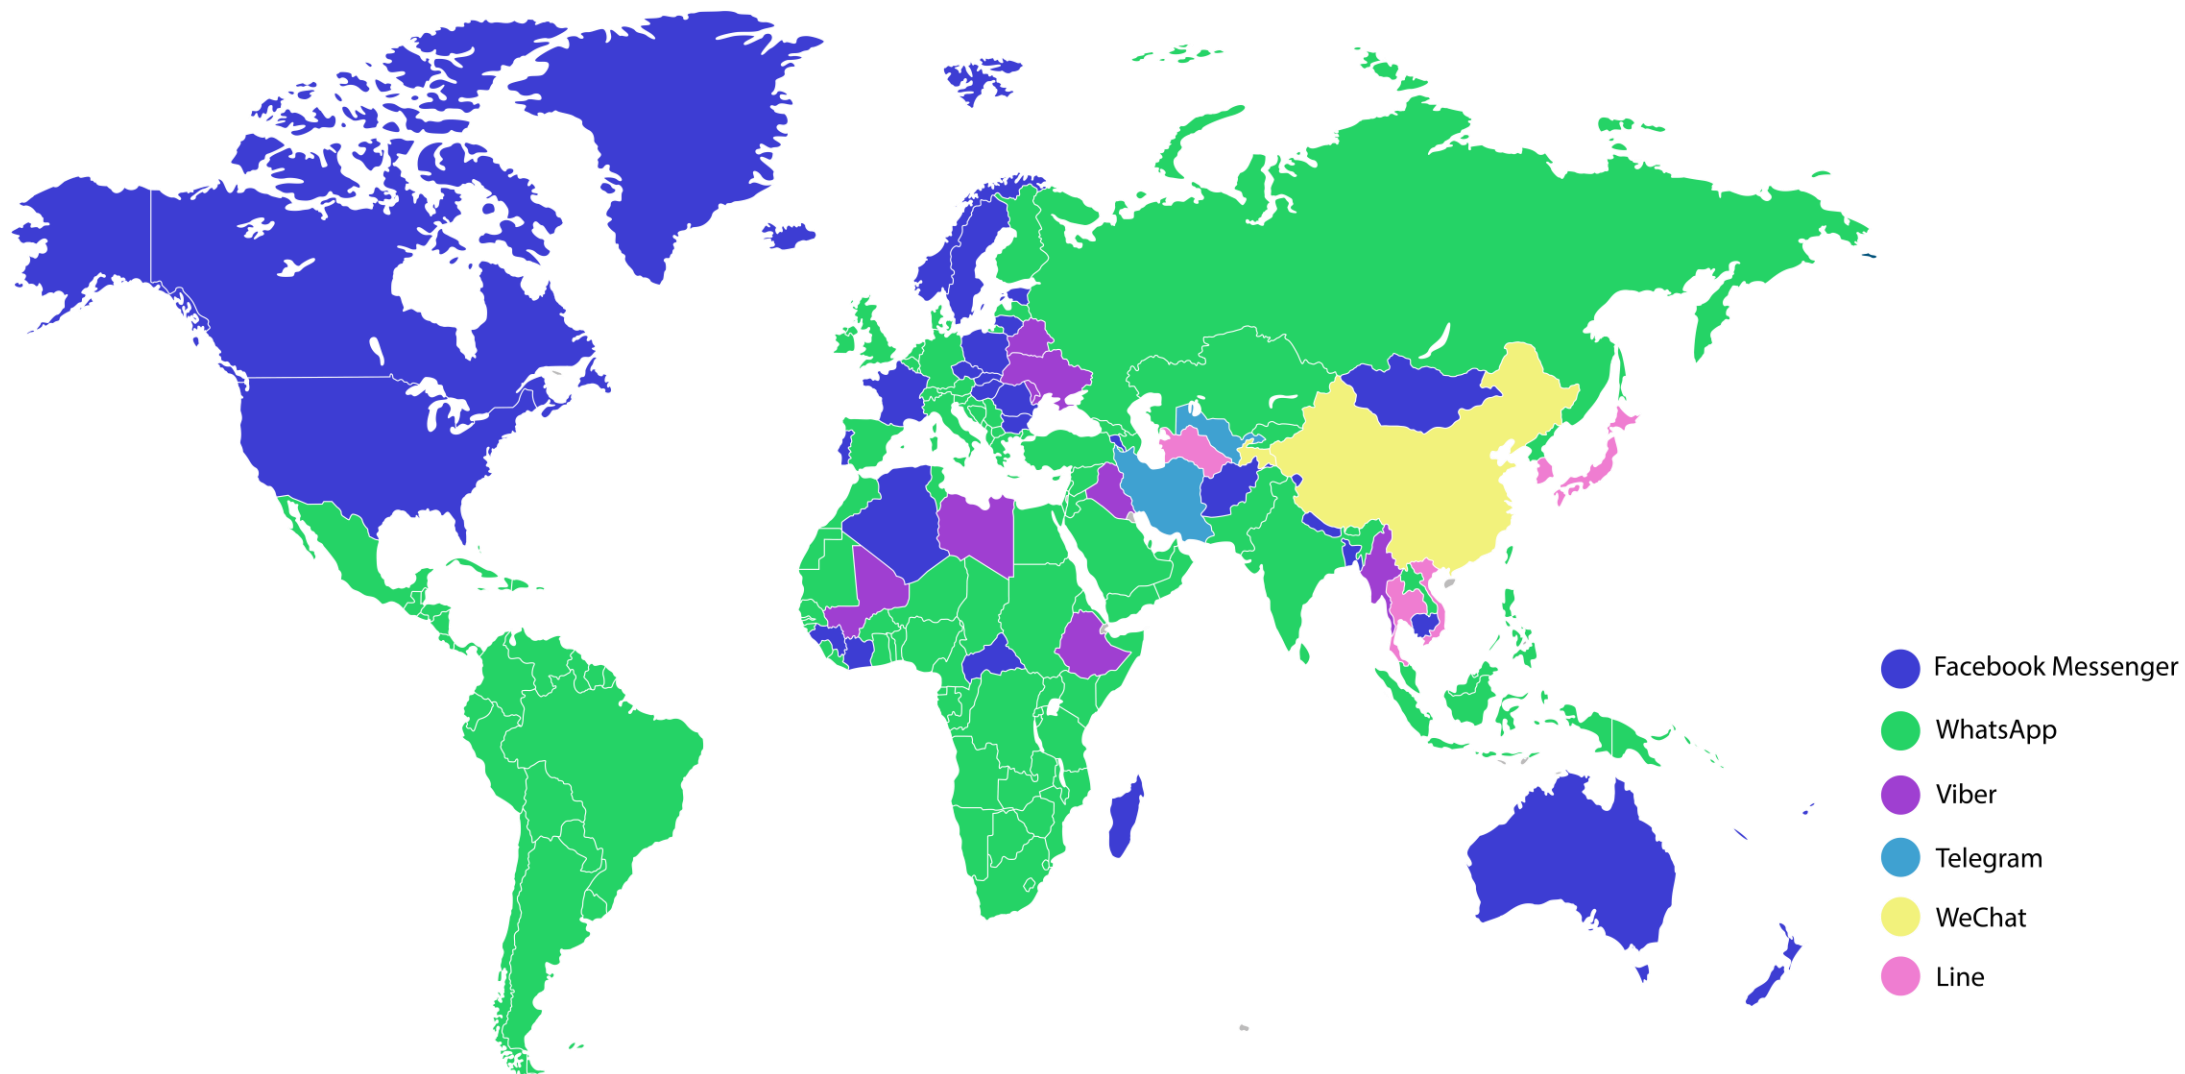 Facebook Messenger
WhatsApp
Viber
Telegram
WeChat
Line